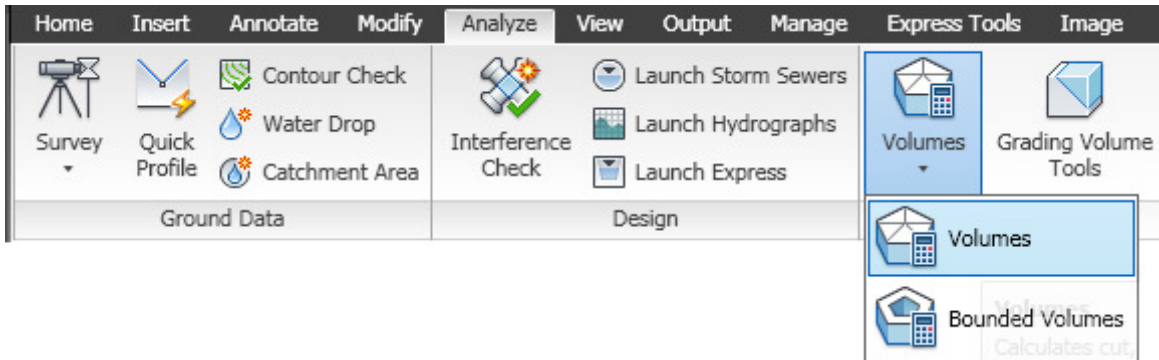 Home Insert Annotate Modify Analyze View Output Manage Express Tools Image
Survey
Quick
Profile
Contour Check
Water Drop
Catchment Area
Ground Data
Interference
Check
Launch Storm Sewers
Launch Hydrographs
Launch Express
Design
Volumes
Grading Volume
Tools
Volumes
Bounded Volumes
Volumes
Calculates cut,